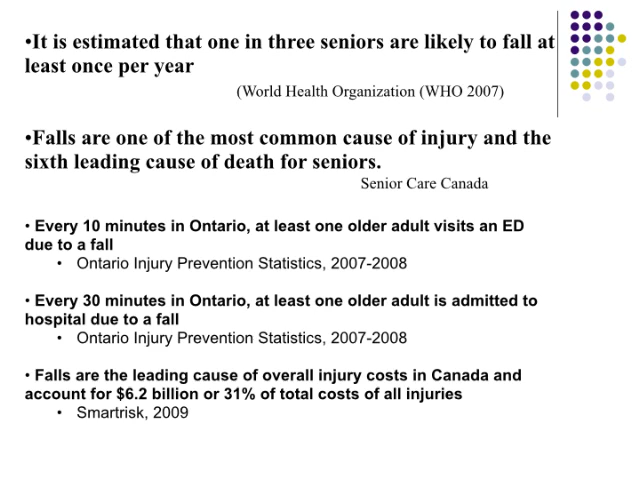 •It is estimated that one in three seniors are likely to fall at
least once per year
(World Health Organization (WHO 2007)
•Falls are one of the most common cause of injury and the
sixth leading cause of death for seniors.
Senior Care Canada
• Every 10 minutes in Ontario, at least one older adult visits an ED
due to a fall
• Ontario Injury Prevention Statistics, 2007-2008
• Every 30 minutes in Ontario, at least one older adult is admitted to
hospital due to a fall
• Ontario Injury Prevention Statistics, 2007-2008
• Falls are the leading cause of overall injury costs in Canada and
account for $6.2 billion or 31% of total costs of all injuries
• Smartrisk, 2009